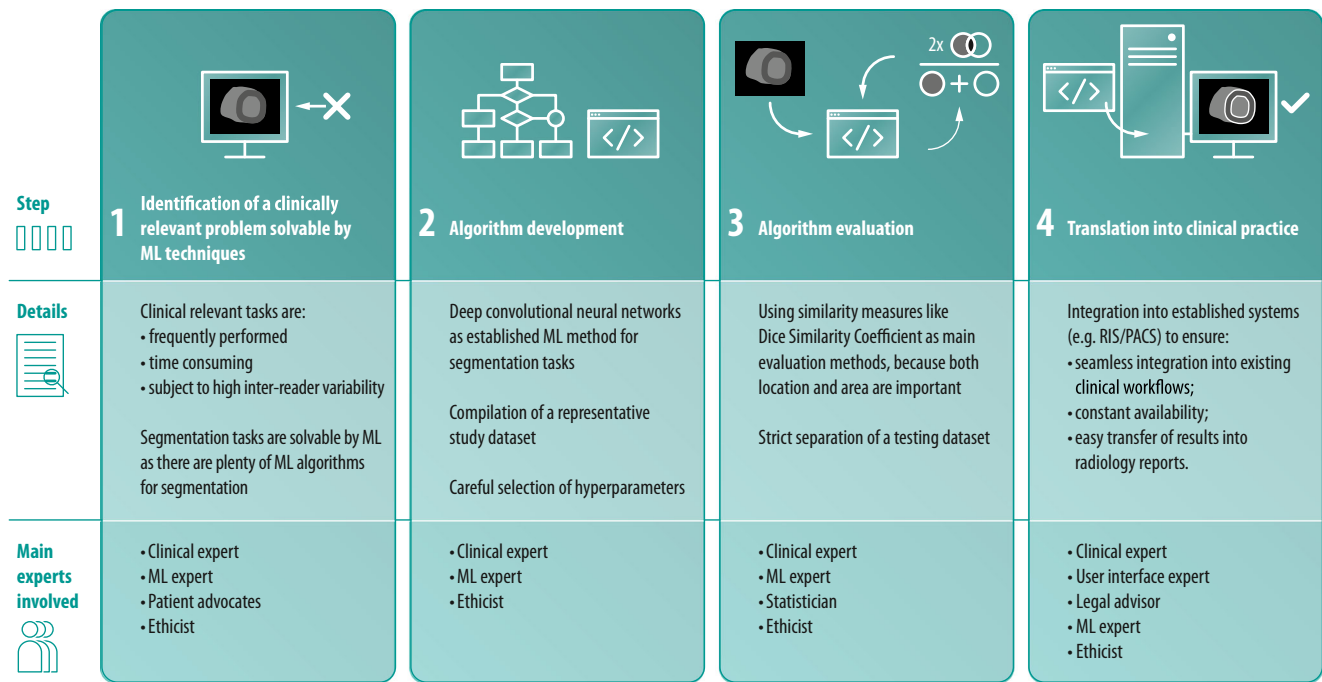 </>
2x
+
</>
</>
</>
Step
1
Identification of a clinically
relevant problem solvable by
ML techniques
2 Algorithm development
3 Algorithm evaluation
4 Translation into clinical practice
Details
Clinical relevant tasks are:
• frequently performed
• time consuming
• subject to high inter-reader variability
Segmentation tasks are solvable by ML
as there are plenty of ML algorithms
for segmentation
Deep convolutional neural networks
as established ML method for
segmentation tasks
Compilation of a representative
study dataset
Careful selection of hyperparameters
Using similarity measures like
Dice Similarity Coefficient as main
evaluation methods, because both
location and area are important
Strict separation of a testing dataset
Integration into established systems
(e.g. RIS/PACS) to ensure:
• seamless integration into existing
clinical workflows;
• constant availability;
• easy transfer of results into
radiology reports.
Main
experts
involved
• Clinical expert
• ML expert
• Patient advocates
• Ethicist
• Clinical expert
• ML expert
• Ethicist
• Clinical expert
• ML expert
• Statistician
• Ethicist
• Clinical expert
• User interface expert
• Legal advisor
• ML expert
• Ethicist